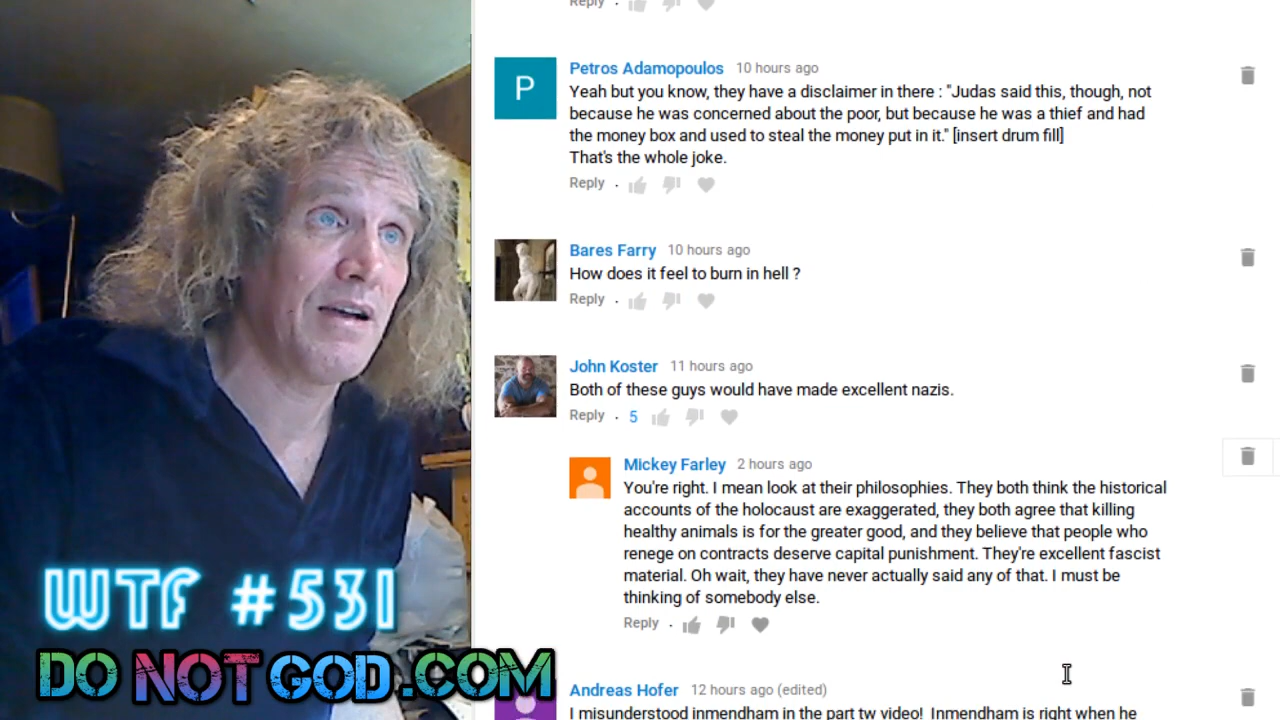 Reply ·
P
Petros Adamopoulos 10 hours ago
Yeah but you know, they have a disclaimer in there : "Judas said this, though, not
because he was concerned about the poor, but because he was a thief and had
the money box and used to steal the money put in it." [insert drum fill]
That's the whole joke.
Reply ·
Bares Farry 10 hours ago
How does it feel to burn in hell ?
Reply ·
John Koster 11 hours ago
Both of these guys would have made excellent nazis.
Reply · 5
Mickey Farley 2 hours ago
You're right. I mean look at their philosophies. They both think the historical
accounts of the holocaust are exaggerated, they both agree that killing
healthy animals is for the greater good, and they believe that people who
renege on contracts deserve capital punishment. They're excellent fascist
material. Oh wait, they have never actually said any of that. I must be
thinking of somebody else.
Reply ·
Andreas Hofer 12 hours ago (edited)
I misunderstood inmendham in the part tw video! Inmendham is right when he
WTF #531
DO NOT GOD.COM